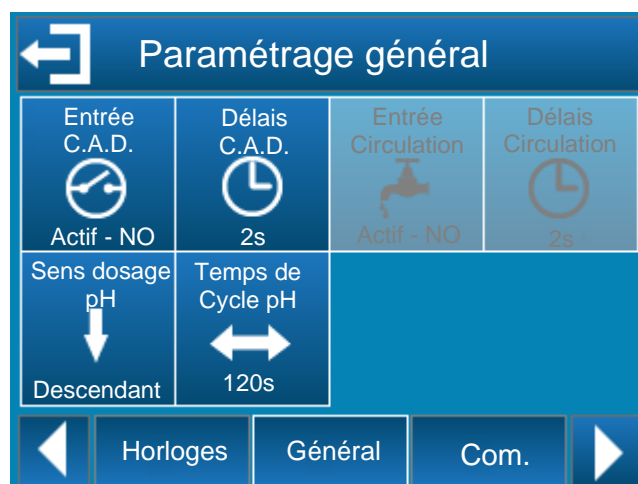 Paramétrage général
Entrée
C.A.D.
Actif - NO
Délais
C.A.D.
2s
Entrée
Circulation
Actif - NO
Délais
Circulation
2s
Sens dosage
pH
Descendant
Temps de
Cycle pH
120s
Horloges
Général
Com.